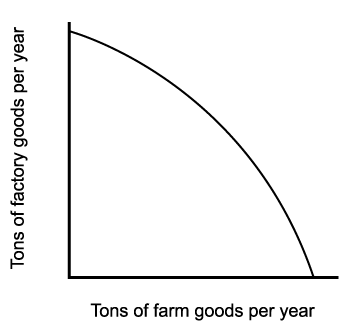 Tons of factory goods per year
Tons of farm goods per year